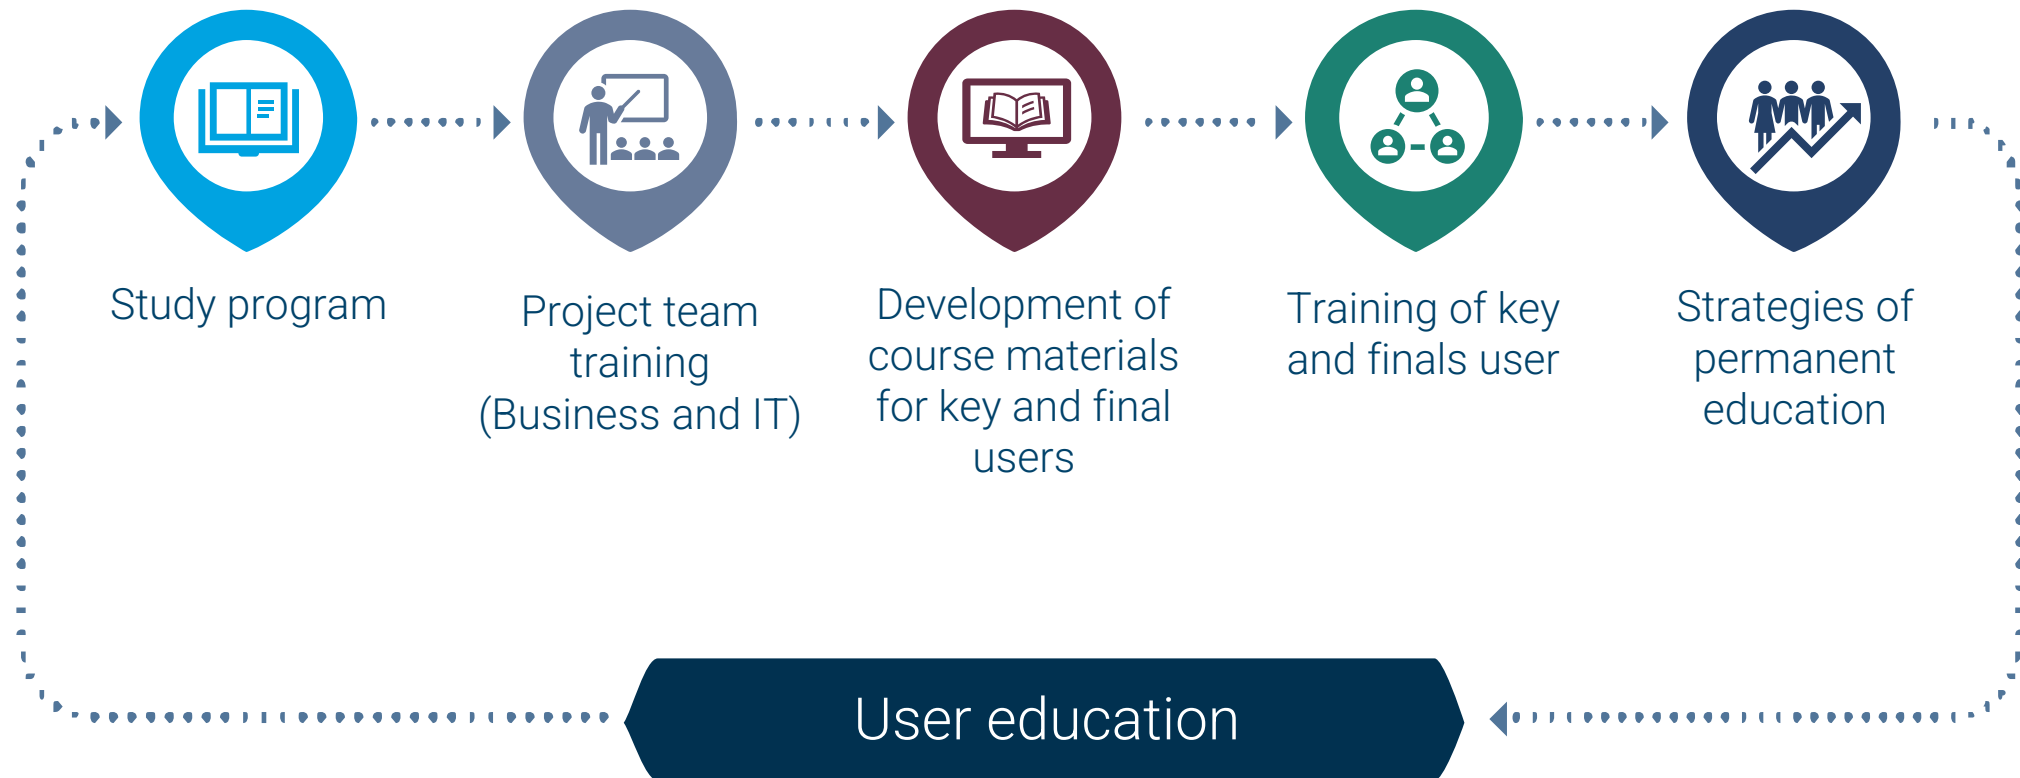 Study program
Project team
training
(Business and IT)
Development of
course materials
for key and final
users
Training of key
and finals user
Strategies of
permanent
education
User education